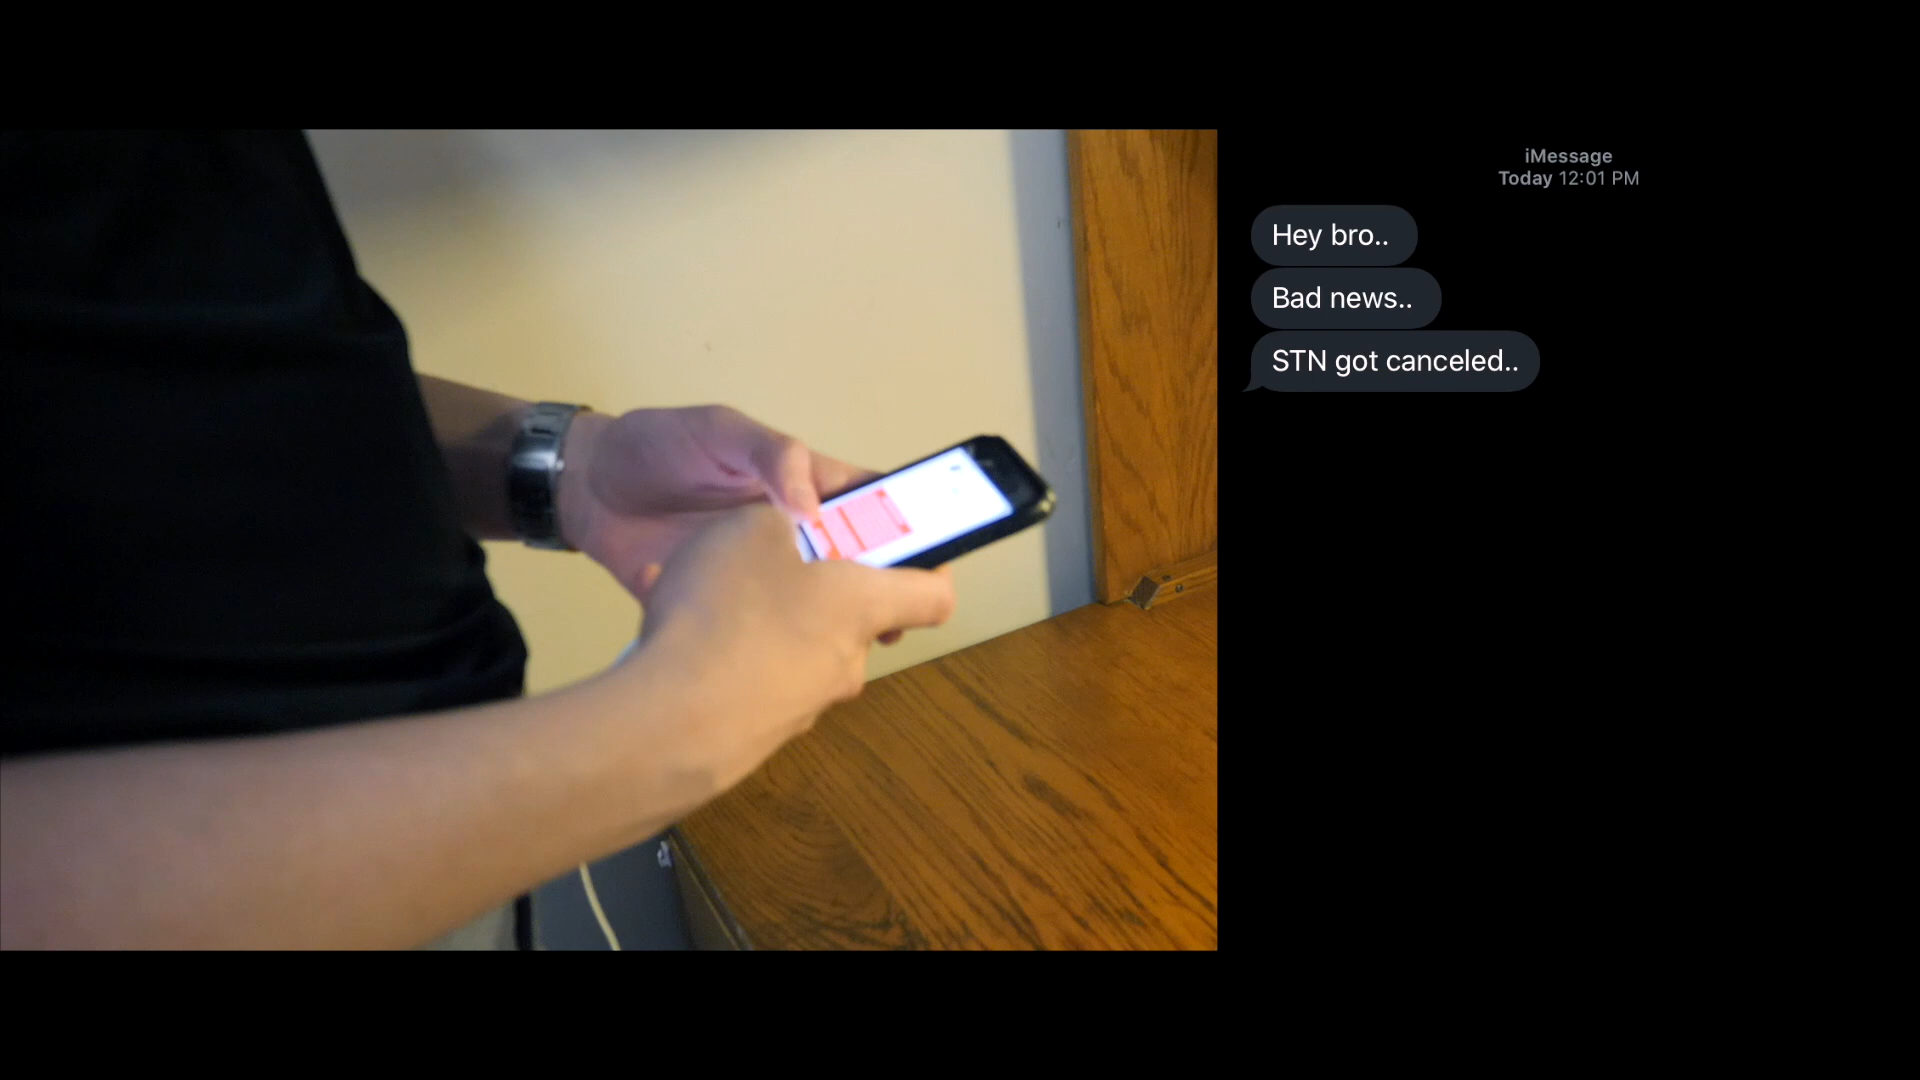 iMessage
Today 12:01 PM
Hey bro..
Bad news..
STN got canceled..